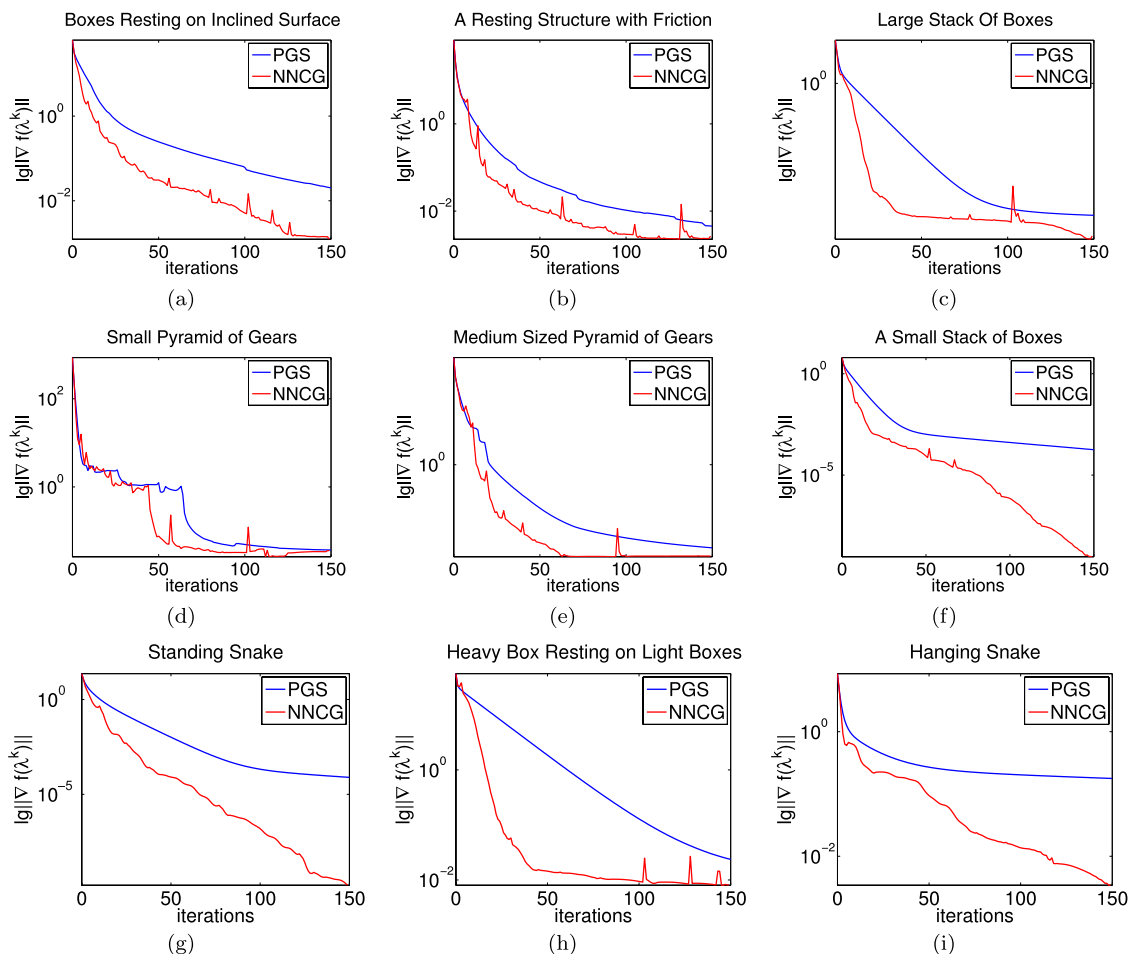 Boxes Resting on Inclined Surface
lg||∇ f(λ^k)||
10^0
10^-2
PGS
NNCG
0 50 100 150
iterations
(a)
A Resting Structure with Friction
lg||∇ f(λ^k)||
10^0
10^-2
PGS
NNCG
0 50 100 150
iterations
(b)
Large Stack Of Boxes
lg||∇ f(λ^k)||
10^0
PGS
NNCG
0 50 100 150
iterations
(c)
Small Pyramid of Gears
lg||∇ f(λ^k)||
10^2
10^0
PGS
NNCG
0 50 100 150
iterations
(d)
Medium Sized Pyramid of Gears
lg||∇ f(λ^k)||
10^0
PGS
NNCG
0 50 100 150
iterations
(e)
A Small Stack of Boxes
lg||∇ f(λ^k)||
10^0
10^-5
PGS
NNCG
0 50 100 150
iterations
(f)
Standing Snake
lg||∇ f(λ^k)||
10^0
10^-5
PGS
NNCG
0 50 100 150
iterations
(g)
Heavy Box Resting on Light Boxes
lg||∇ f(λ^k)||
10^0
10^-2
PGS
NNCG
0 50 100 150
iterations
(h)
Hanging Snake
lg||∇ f(λ^k)||
10^0
10^-2
PGS
NNCG
0 50 100 150
iterations
(i)